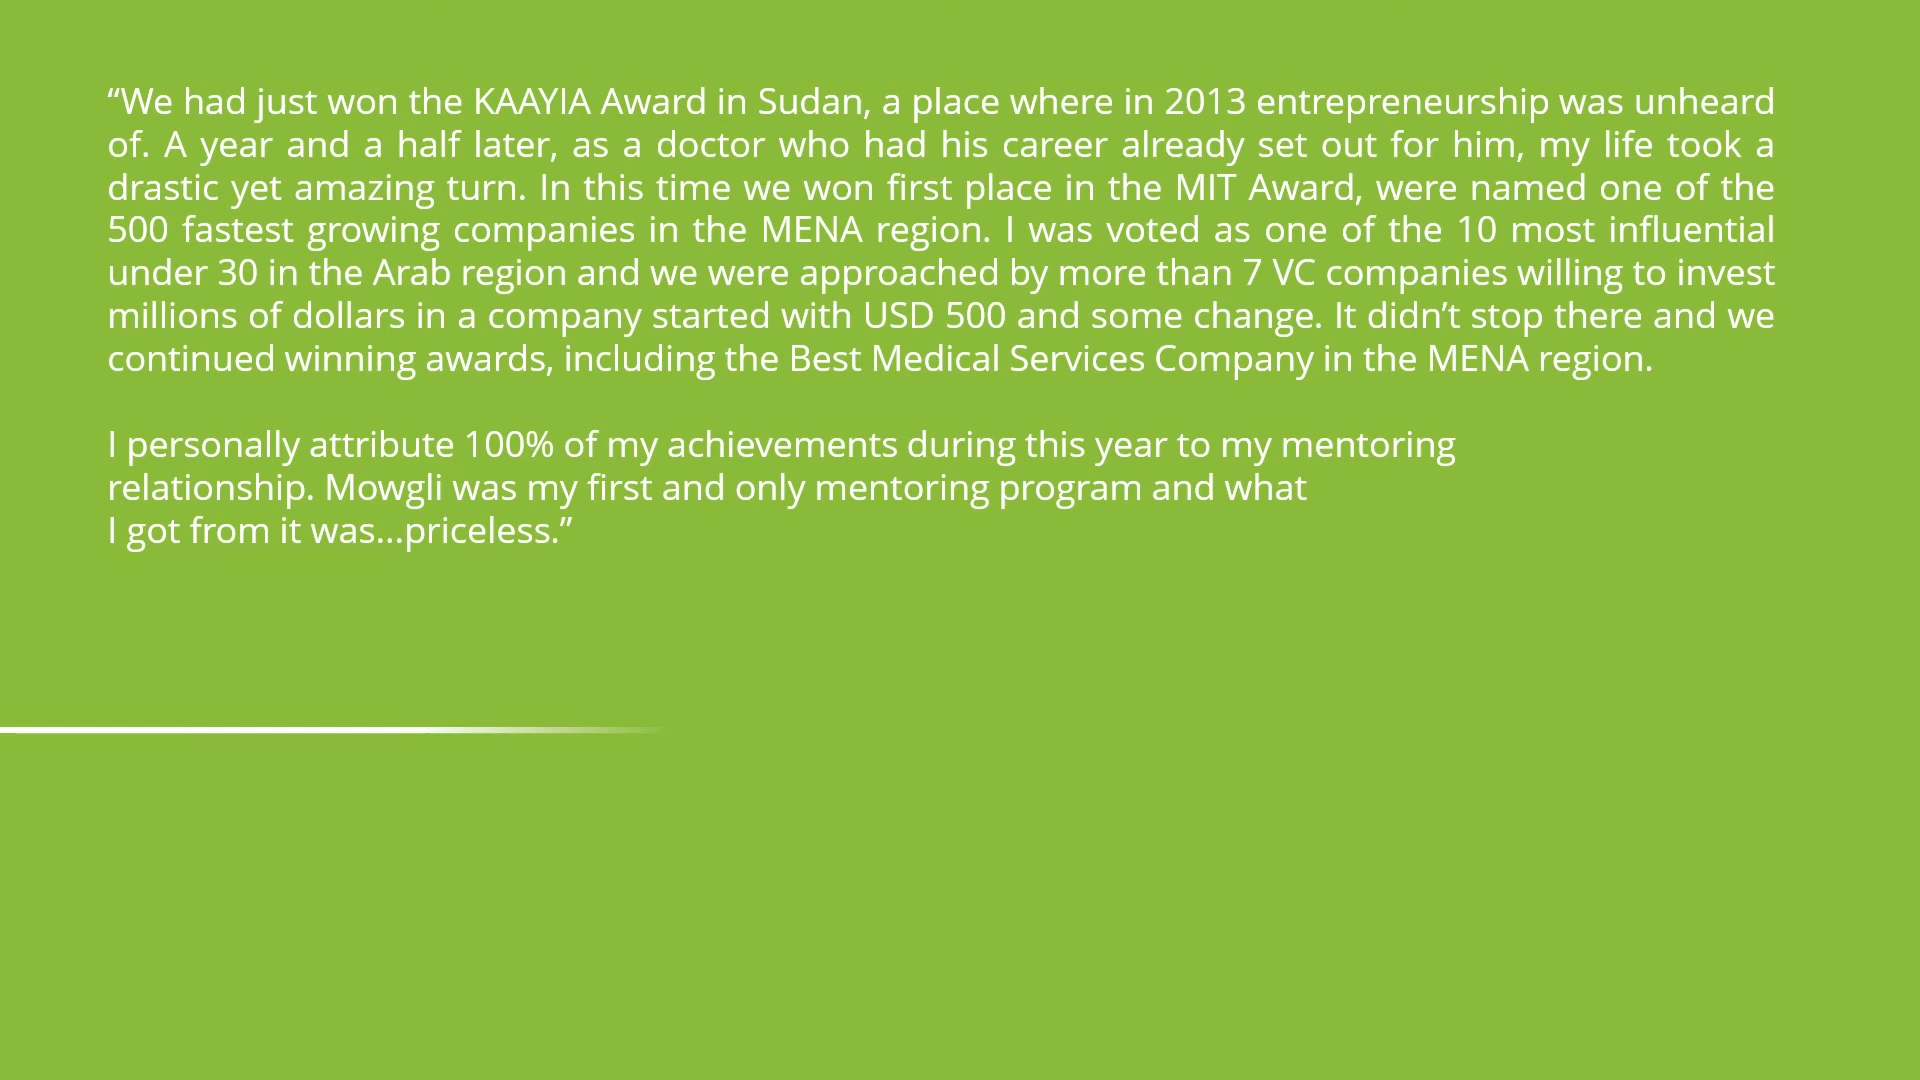 “We had just won the KAAYIA Award in Sudan, a place where in 2013 entrepreneurship was unheard
of. A year and a half later, as a doctor who had his career already set out for him, my life took a
drastic yet amazing turn. In this time we won first place in the MIT Award, were named one of the
500 fastest growing companies in the MENA region. I was voted as one of the 10 most influential
under 30 in the Arab region and we were approached by more than 7 VC companies willing to invest
millions of dollars in a company started with USD 500 and some change. It didn’t stop there and we
continued winning awards, including the Best Medical Services Company in the MENA region.
I personally attribute 100% of my achievements during this year to my mentoring
relationship. Mowgli was my first and only mentoring program and what
I got from it was...priceless.”